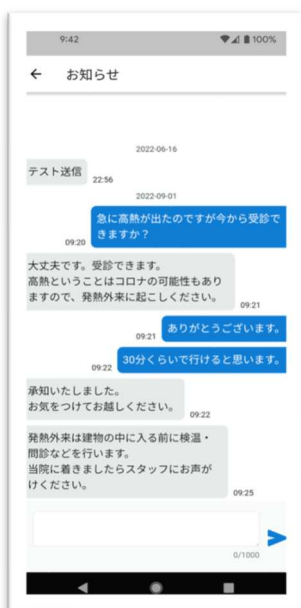 9:42
100%
← お知らせ
2022-06-16
テスト送信
22:56
2022-09-01
急に高熱が出たのですが今から受診で
きますか？
09:20
大丈夫です。受診できます。
高熱ということはコロナの可能性もあり
ますので、発熱外来に起こしください。
09:21
ありがとうございます。
09:21
30分くらいで行けると思います。
09:22
承知いたしました。
お気をつけてお越しください。
09:22
発熱外来は建物の中に入る前に検温・
問診などを行います。
当院に着きましたらスタッフにお声が
けください。
09:25
0/1000